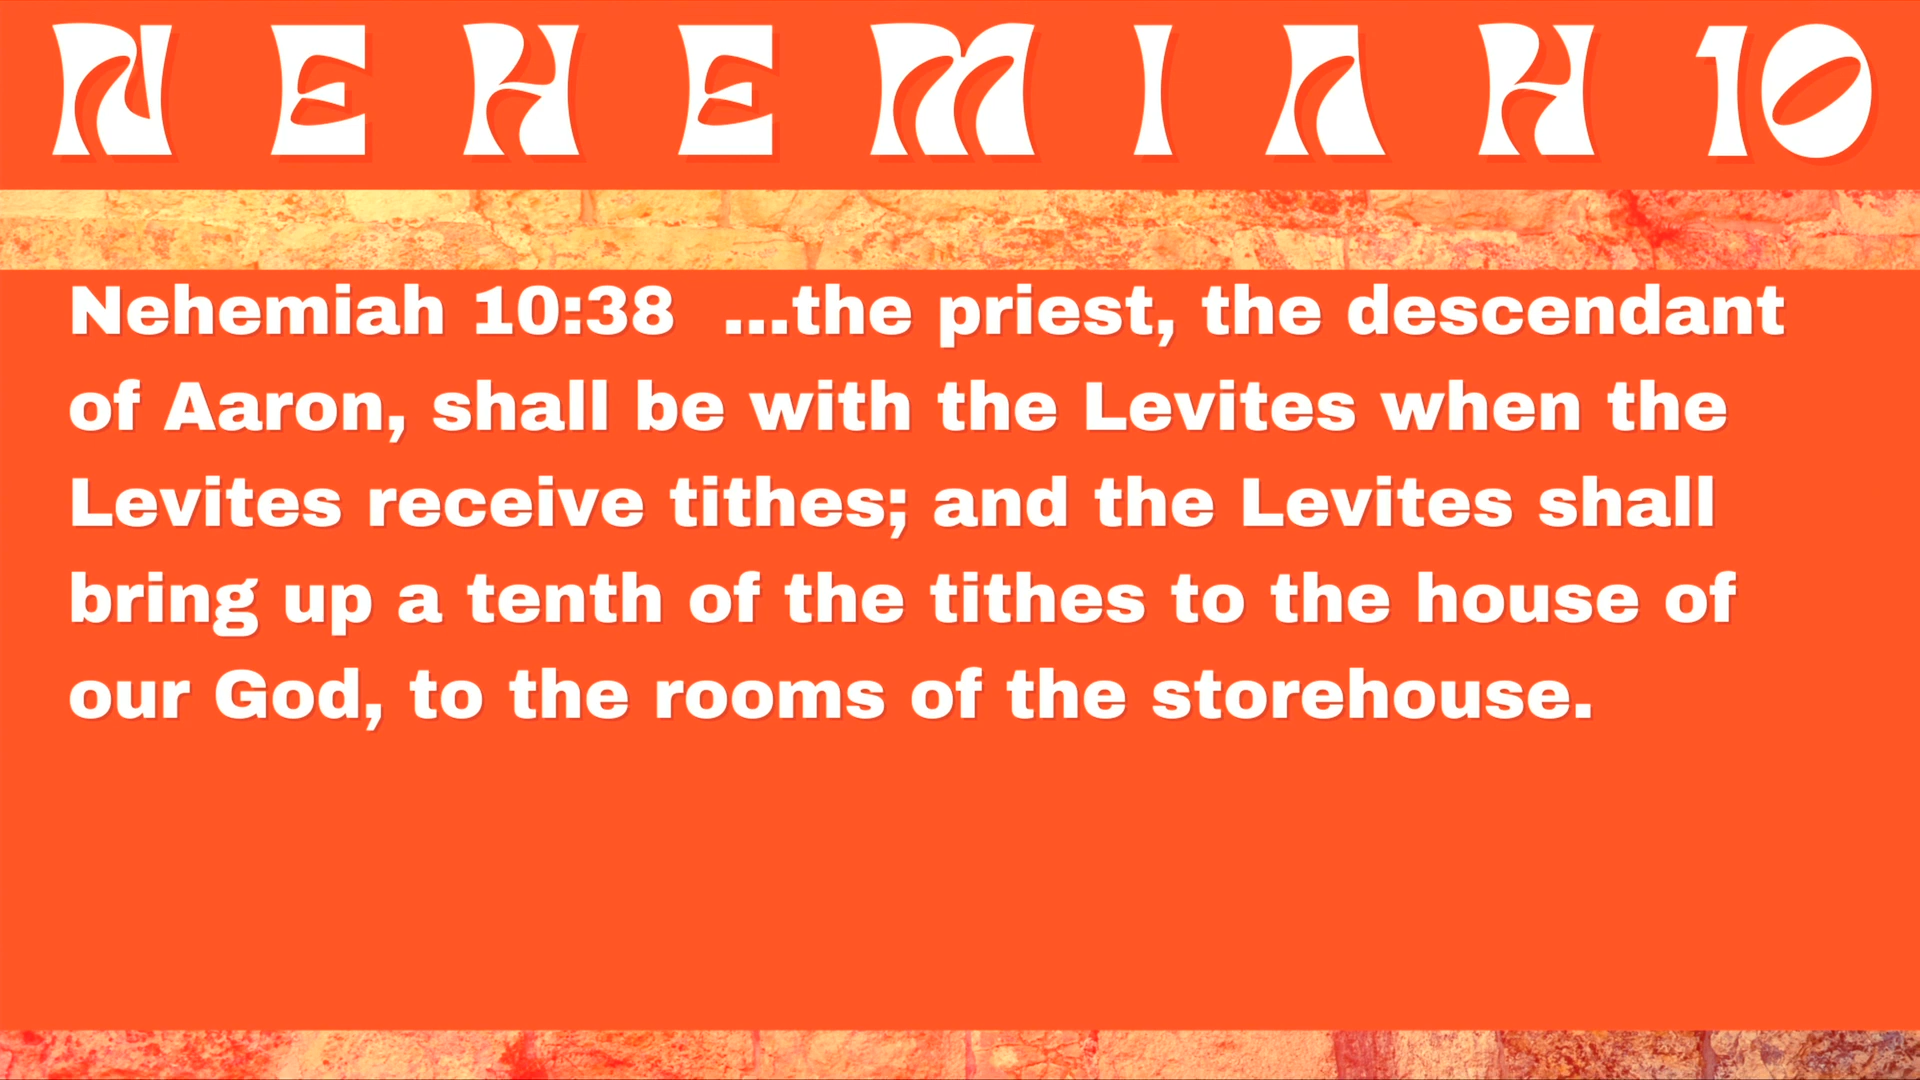 NEHEMIAH 10
Nehemiah 10:38  ...the priest, the descendant
of Aaron, shall be with the Levites when the
Levites receive tithes; and the Levites shall
bring up a tenth of the tithes to the house of
our God, to the rooms of the storehouse.